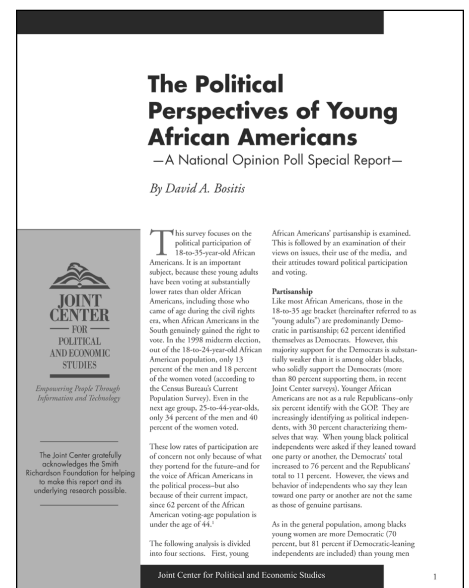 The Political
Perspectives of Young
African Americans
—A National Opinion Poll Special Report—
By David A. Bositis
JOINT
CENTER
FOR
POLITICAL
AND ECONOMIC
STUDIES
Empowering People Through
Information and Technology
The Joint Center gratefully
acknowledges the Smith
Richardson Foundation for helping
to make this report and its
underlying research possible.
This survey focuses on the
political participation of
18-to-35-year-old African
Americans. It is an important
subject, because these young adults
have been voting at substantially
lower rates than older African
Americans, including those who
came of age during the civil rights
era, when African Americans in the
South genuinely gained the right to
vote. In the 1998 midterm election,
out of the 18-to-24-year-old African
American population, only 13
percent of the men and 18 percent
of the women voted (according to
the Census Bureau's Current
Population Survey). Even in the
next age group, 25-to-44-year-olds,
only 34 percent of the men and 40
percent of the women voted.
These low rates of participation are
of concern not only because of what
they portend for the future–and for
the voice of African Americans in
the political process–but also
because of their current impact,
since 62 percent of the African
American voting-age population is
under the age of 44.¹
The following analysis is divided
into four sections. First, young
African Americans' partisanship is examined.
This is followed by an examination of their
views on issues, their use of the media, and
their attitudes toward political participation
and voting.
Partisanship
Like most African Americans, those in the
18-to-35 age bracket (hereinafter referred to as
"young adults") are predominantly Demo-
cratic in partisanship; 62 percent identified
themselves as Democrats. However, this
majority support for the Democrats is substan-
tially weaker than it is among older blacks,
who solidly support the Democrats (more
than 80 percent supporting them, in recent
Joint Center surveys). Younger African
Americans are not as a rule Republicans–only
six percent identify with the GOP. They are
increasingly identifying as political indepen-
dents, with 30 percent characterizing them-
selves that way. When young black political
independents were asked if they leaned toward
one party or another, the Democrats' total
increased to 76 percent and the Republicans'
total to 11 percent. However, the views and
behavior of independents who say they lean
toward one party or another are not the same
as those of genuine partisans.
As in the general population, among blacks
young women are more Democratic (70
percent, but 81 percent if Democratic-leaning
independents are included) than young men
Joint Center for Political and Economic Studies
1